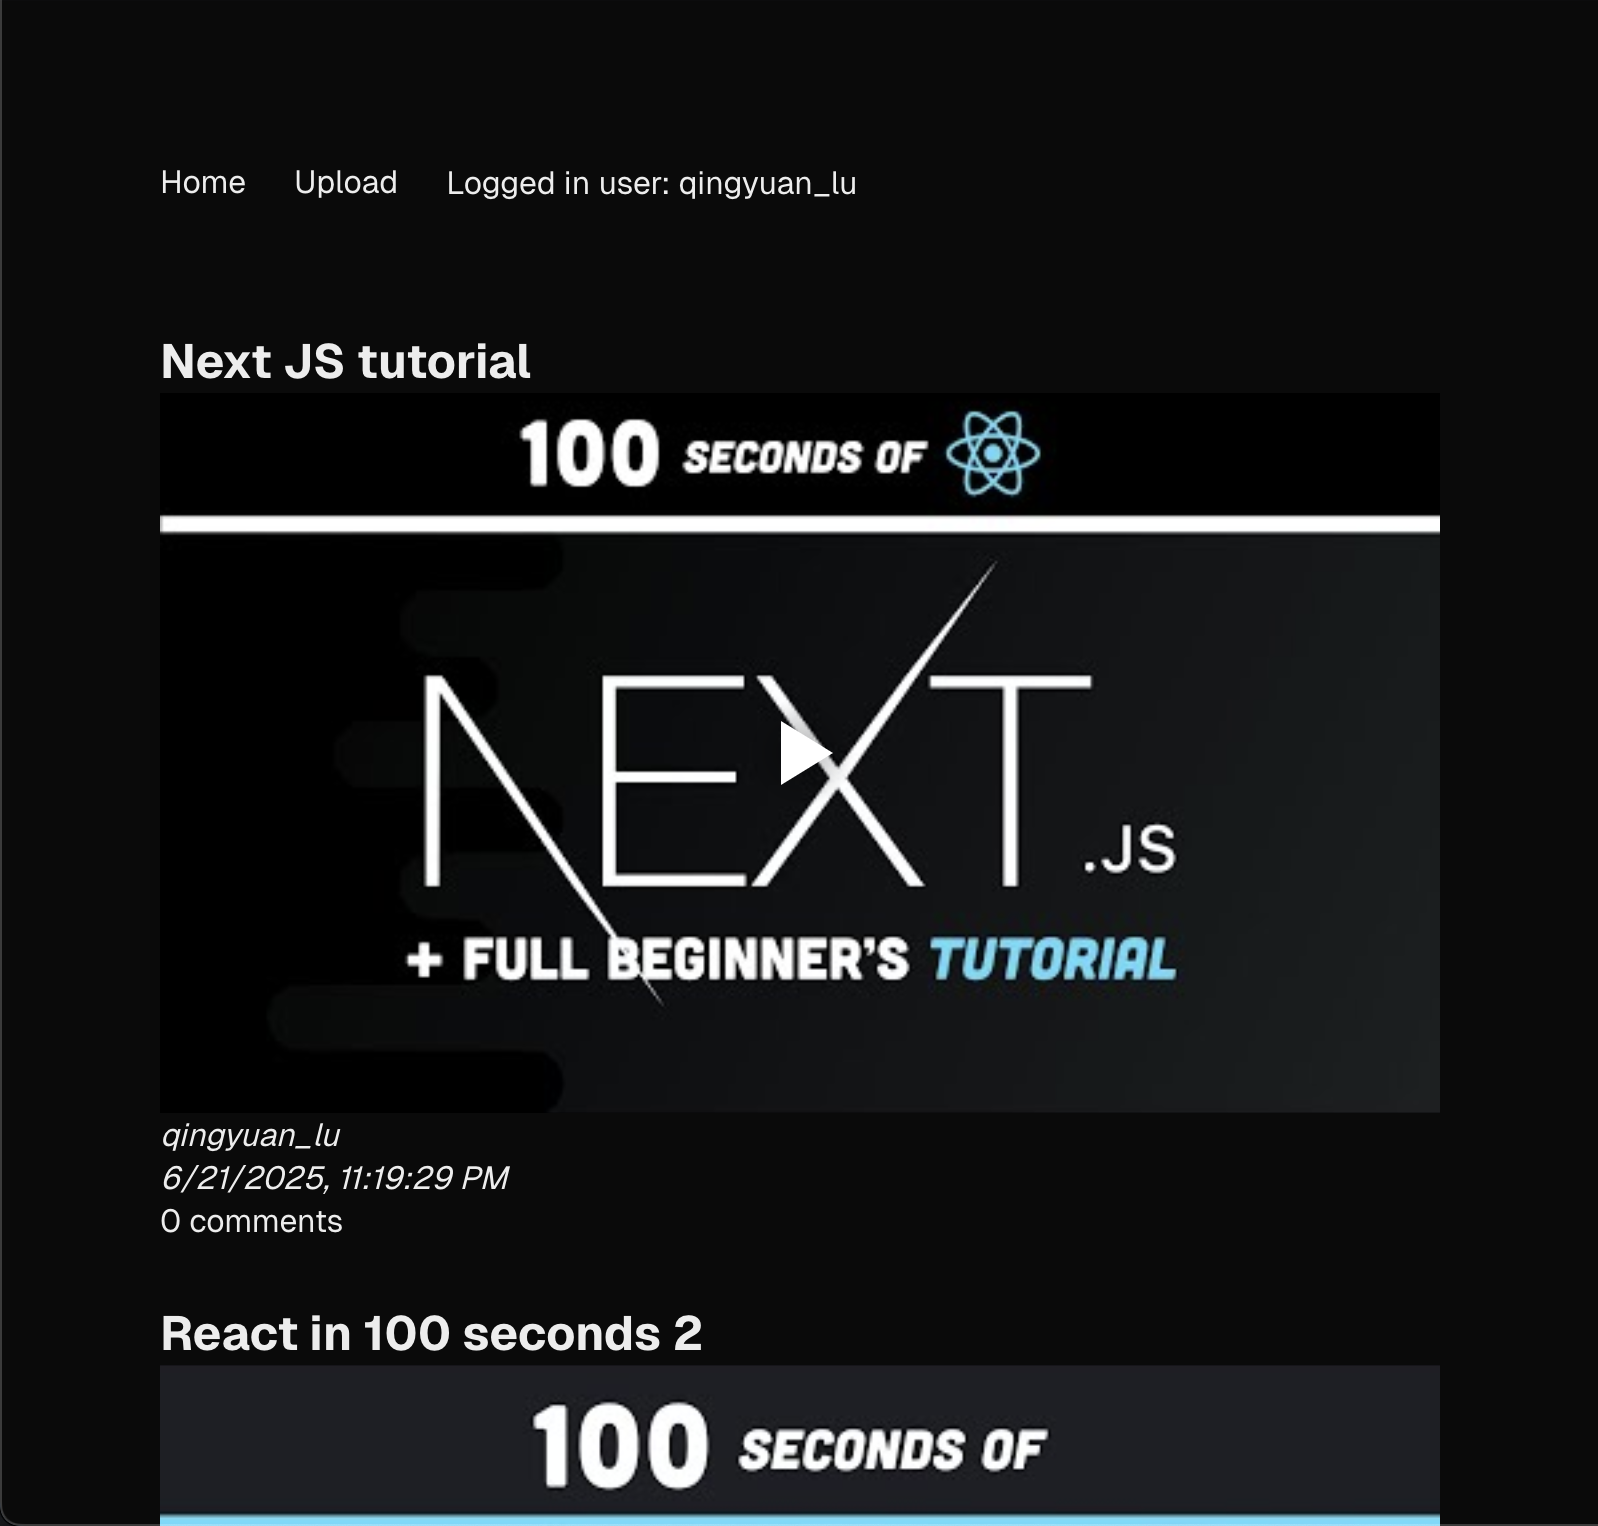 Home Upload Logged in user: qingyuan_lu
Next JS tutorial
100 SECONDS OF
NEXT.JS
+ FULL BEGINNER'S TUTORIAL
qingyuan_lu
6/21/2025, 11:19:29 PM
0 comments
React in 100 seconds 2
100 SECONDS OF